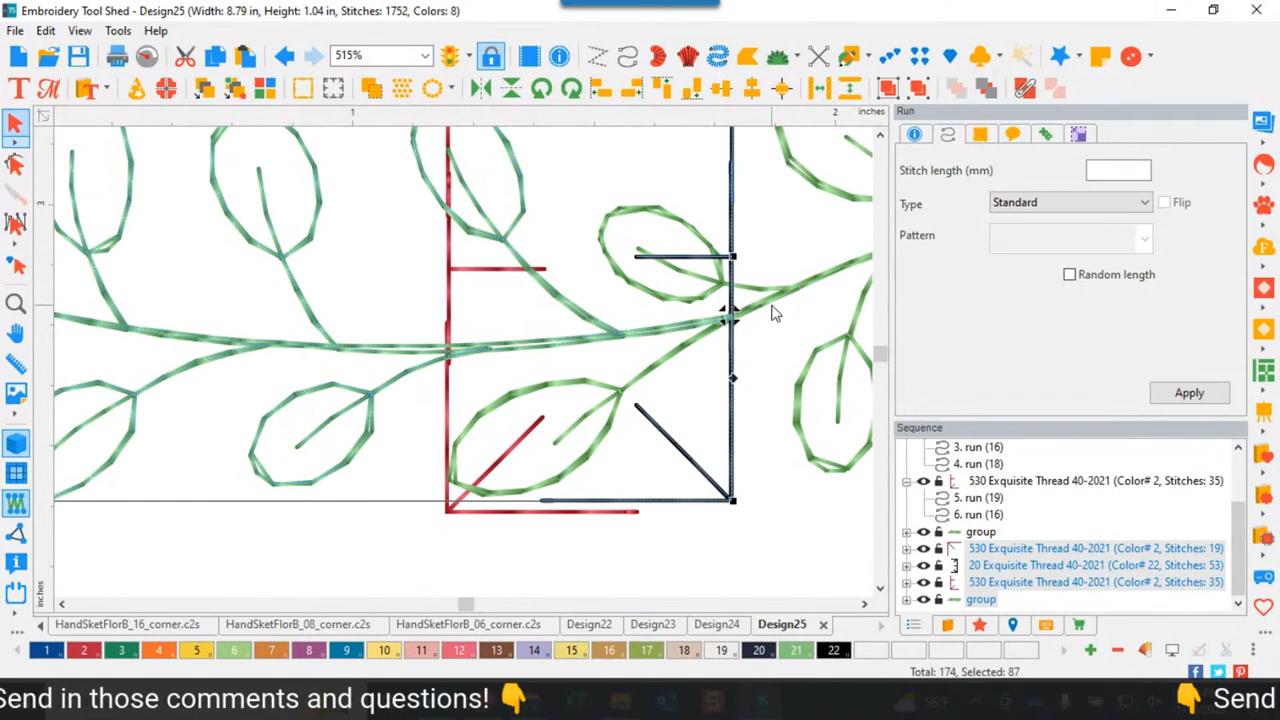 Embroidery Tool Shed - Design25 (Width: 8.79 in, Height: 1.04 in, Stitches: 1752, Colors: 8)
File Edit View Tools Help
515%
1 2 inches
3
inches
Run
Stitch length (mm)
Type Standard Flip
Pattern
Random length
Apply
Sequence
3. run (16)
4. run (18)
530 Exquisite Thread 40-2021 (Color# 2, Stitches: 35)
5. run (19)
6. run (16)
group
530 Exquisite Thread 40-2021 (Color# 2, Stitches: 19)
20 Exquisite Thread 40-2021 (Color# 22, Stitches: 53)
530 Exquisite Thread 40-2021 (Color# 2, Stitches: 35)
group
HandSketFlorB_16_corner.c2s HandSketFlorB_08_corner.c2s HandSketFlorB_06_corner.c2s Design22 Design23 Design24 Design25
1 2 3 4 5 6 7 8 9 10 11 12 13 14 15 16 17 18 19 20 21 22
Total: 174, Selected: 87
Send in those comments and questions! 👇 👇 Send